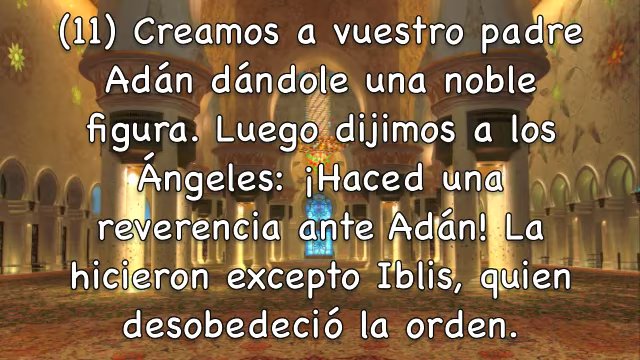 (11) Creamos a vuestro padre
Adán dándole una noble
figura. Luego dijimos a los
Ángeles: ¡Haced una
reverencia ante Adán! La
hicieron excepto Iblis, quien
desobedeció la orden.